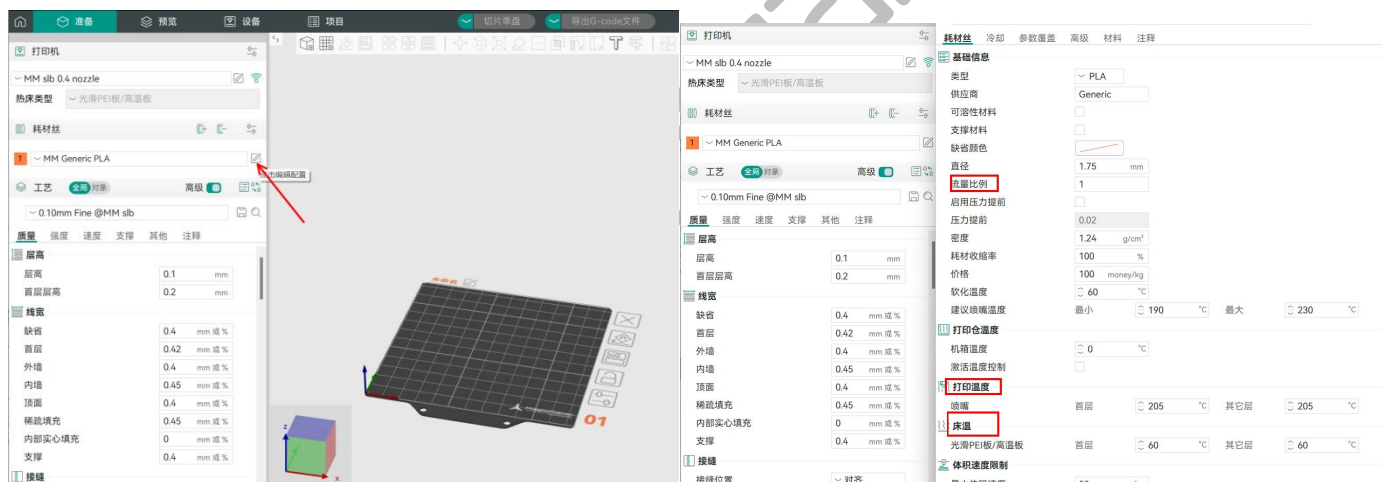 准备 预览 设备 项目 切片单盘 导出G-code文件
打印机
MM slb 0.4 nozzle
热床类型 光滑PEI板/高温板
耗材丝
1 MM Generic PLA
点击编辑配置
工艺 全局 对象 高级
0.10mm Fine @MM slb
质量 强度 速度 支撑 其他 注释
层高
层高 0.1 mm
首层层高 0.2 mm
线宽
缺省 0.4 mm 或 %
首层 0.42 mm 或 %
外墙 0.4 mm 或 %
内墙 0.45 mm 或 %
顶面 0.4 mm 或 %
稀疏填充 0.45 mm 或 %
内部实心填充 0 mm 或 %
支撑 0.4 mm 或 %
接缝
01
z
x
打印机
MM slb 0.4 nozzle
热床类型 光滑PEI板/高温板
耗材丝
1 MM Generic PLA
工艺 全局 对象 高级
0.10mm Fine @MM slb
质量 强度 速度 支撑 其他 注释
层高
层高 0.1 mm
首层层高 0.2 mm
线宽
缺省 0.4 mm 或 %
首层 0.42 mm 或 %
外墙 0.4 mm 或 %
内墙 0.45 mm 或 %
顶面 0.4 mm 或 %
稀疏填充 0.45 mm 或 %
内部实心填充 0 mm 或 %
支撑 0.4 mm 或 %
接缝
接缝位置 对齐
耗材丝 冷却 参数覆盖 高级 材料 注释
基础信息
类型 PLA
供应商 Generic
可溶性材料
支撑材料
缺省颜色
直径 1.75 mm
流量比例 1
启用压力提前
压力提前 0.02
密度 1.24 g/cm³
耗材收缩率 100 %
价格 100 money/kg
软化温度 60 °C
建议喷嘴温度 最小 190 °C 最大 230 °C
打印仓温度
机箱温度 0 °C
激活温度控制
打印温度
喷嘴 首层 205 °C 其它层 205 °C
床温
光滑PEI板/高温板 首层 60 °C 其它层 60 °C
体积速度限制